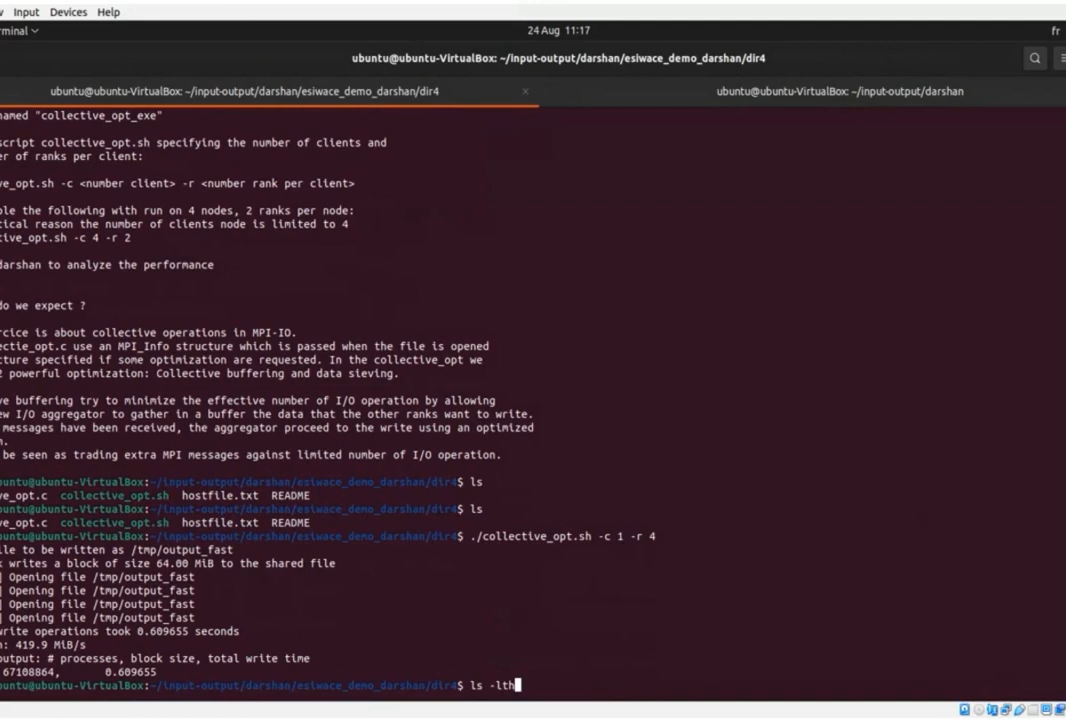 Input Devices Help
24 Aug 11:17
fr
ubuntu@ubuntu-VirtualBox: ~/input-output/darshan/esiwace_demo_darshan/dir4
ubuntu@ubuntu-VirtualBox: ~/input-output/darshan/esiwace_demo_darshan/dir4
ubuntu@ubuntu-VirtualBox: ~/input-output/darshan
named "collective_opt_exe"
script collective_opt.sh specifying the number of clients and
er of ranks per client:
ve_opt.sh -c <number client> -r <number rank per client>
ple the following with run on 4 nodes, 2 ranks per node:
tical reason the number of clients node is limited to 4
tive_opt.sh -c 4 -r 2
darshan to analyze the performance
do we expect ?
rcice is about collective operations in MPI-IO.
ectie_opt.c use an MPI_Info structure which is passed when the file is opened
cture specified if some optimization are requested. In the collective_opt we
2 powerful optimization: Collective buffering and data sieving.
ve buffering try to minimize the effective number of I/O operation by allowing
ew I/O aggregator to gather in a buffer the data that the other ranks want to write.
messages have been received, the aggregator proceed to the write using an optimized
n.
be seen as trading extra MPI messages against limited number of I/O operation.
buntu@ubuntu-VirtualBox:~/input-output/darshan/esiwace_demo_darshan/dir4$ ls
ve_opt.c collective_opt.sh hostfile.txt README
buntu@ubuntu-VirtualBox:~/input-output/darshan/esiwace_demo_darshan/dir4$ ls
ve_opt.c collective_opt.sh hostfile.txt README
buntu@ubuntu-VirtualBox:~/input-output/darshan/esiwace_demo_darshan/dir4$ ./collective_opt.sh -c 1 -r 4
ile to be written as /tmp/output_fast
k writes a block of size 64.00 MiB to the shared file
| Opening file /tmp/output_fast
| Opening file /tmp/output_fast
| Opening file /tmp/output_fast
| Opening file /tmp/output_fast
write operations took 0.609655 seconds
h: 419.9 MiB/s
output: # processes, block size, total write time
67108864, 0.609655
buntu@ubuntu-VirtualBox:~/input-output/darshan/esiwace_demo_darshan/dir4$ ls -lth